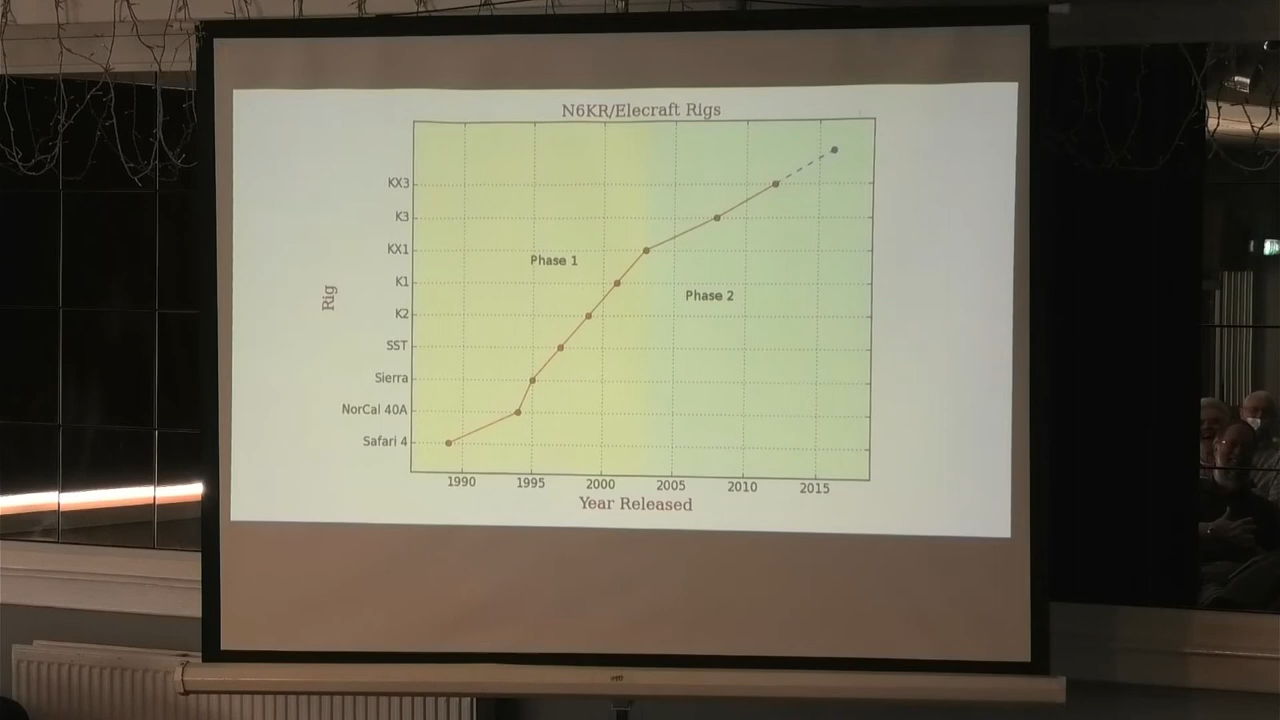 N6KR/Elecraft Rigs
KX3
K3
KX1
Phase 1
K1
Phase 2
Rig
K2
SST
Sierra
NorCal 40A
Safari 4
1990 1995 2000 2005 2010 2015
Year Released